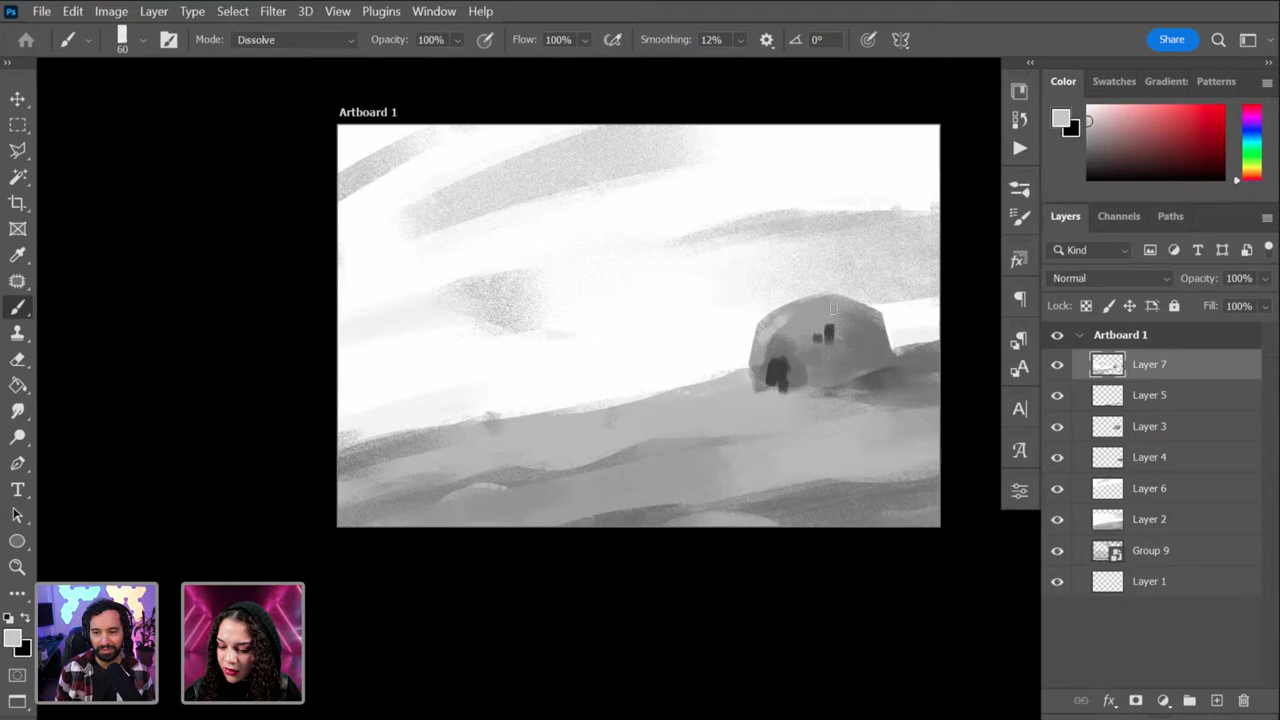 Ps File Edit Image Layer Type Select Filter 3D View Plugins Window Help
60 Mode: Dissolve Opacity: 100% Flow: 100% Smoothing: 12% 0° Share
Artboard 1
Color Swatches Gradient: Patterns
Layers Channels Paths
Kind
Normal Opacity: 100%
Lock: Fill: 100%
Artboard 1
Layer 7
Layer 5
Layer 3
Layer 4
Layer 6
Layer 2
Group 9
Layer 1